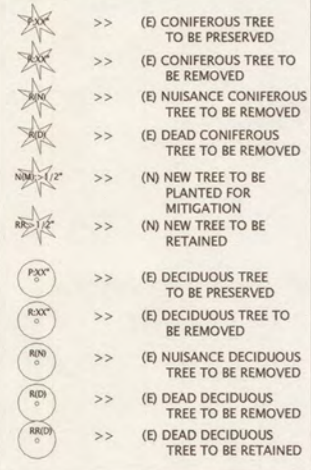 P:XX" >> (E) CONIFEROUS TREE
TO BE PRESERVED
R:XX" >> (E) CONIFEROUS TREE TO
BE REMOVED
R(N) >> (E) NUISANCE CONIFEROUS
TREE TO BE REMOVED
R(D) >> (E) DEAD CONIFEROUS
TREE TO BE REMOVED
N(M):>1/2" >> (N) NEW TREE TO BE
PLANTED FOR
MITIGATION
RR:>1/2" >> (N) NEW TREE TO BE
RETAINED
P:XX" >> (E) DECIDUOUS TREE
TO BE PRESERVED
R:XX" >> (E) DECIDUOUS TREE TO
BE REMOVED
R(N) >> (E) NUISANCE DECIDUOUS
TREE TO BE REMOVED
R(D) >> (E) DEAD DECIDUOUS
TREE TO BE REMOVED
RR(D) >> (E) DEAD DECIDUOUS
TREE TO BE RETAINED